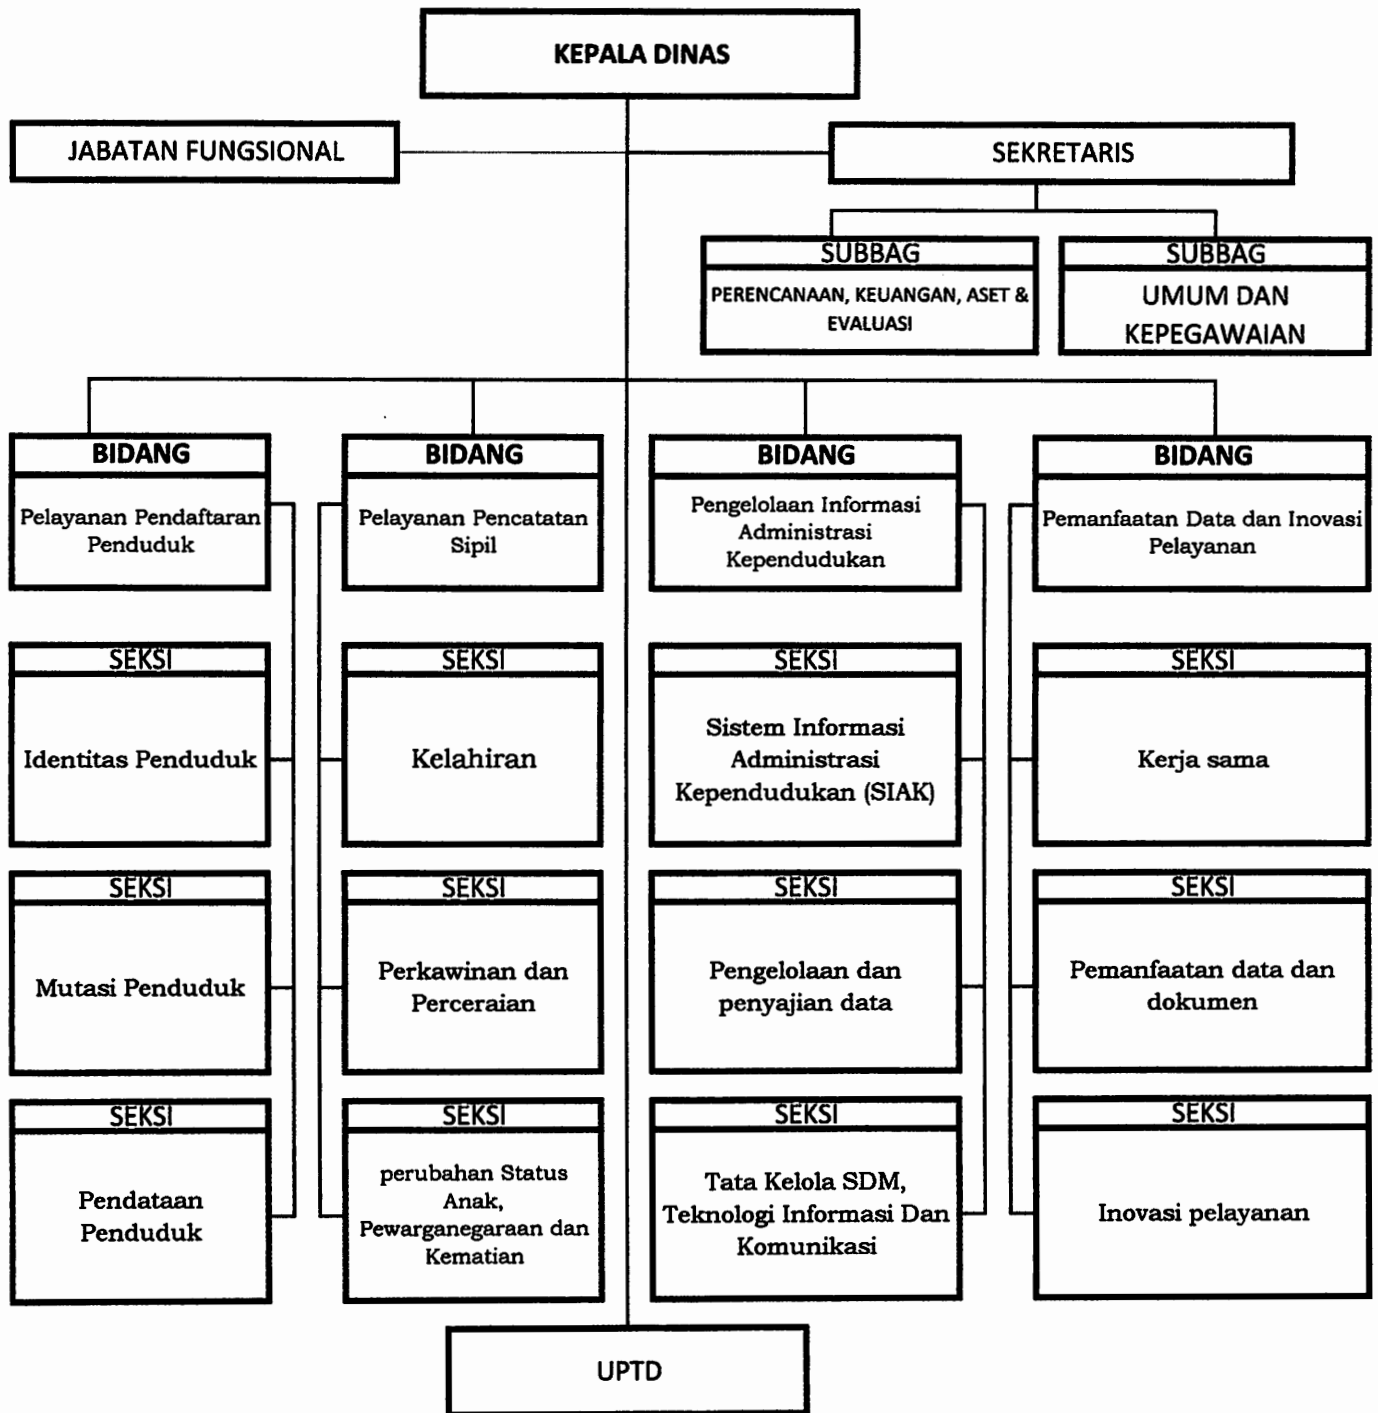 KEPALA DINAS
JABATAN FUNGSIONAL
SEKRETARIS
SUBBAG
PERENCANAAN, KEUANGAN, ASET &
EVALUASI
SUBBAG
UMUM DAN
KEPEGAWAIAN
BIDANG
Pelayanan Pendaftaran
Penduduk
BIDANG
Pelayanan Pencatatan
Sipil
BIDANG
Pengelolaan Informasi
Administrasi
Kependudukan
BIDANG
Pemanfaatan Data dan Inovasi
Pelayanan
SEKSI
Identitas Penduduk
SEKSI
Kelahiran
SEKSI
Sistem Informasi
Administrasi
Kependudukan (SIAK)
SEKSI
Kerja sama
SEKSI
Mutasi Penduduk
SEKSI
Perkawinan dan
Perceraian
SEKSI
Pengelolaan dan
penyajian data
SEKSI
Pemanfaatan data dan
dokumen
SEKSI
Pendataan
Penduduk
SEKSI
perubahan Status
Anak,
Pewarganegaraan dan
Kematian
SEKSI
Tata Kelola SDM,
Teknologi Informasi Dan
Komunikasi
SEKSI
Inovasi pelayanan
UPTD